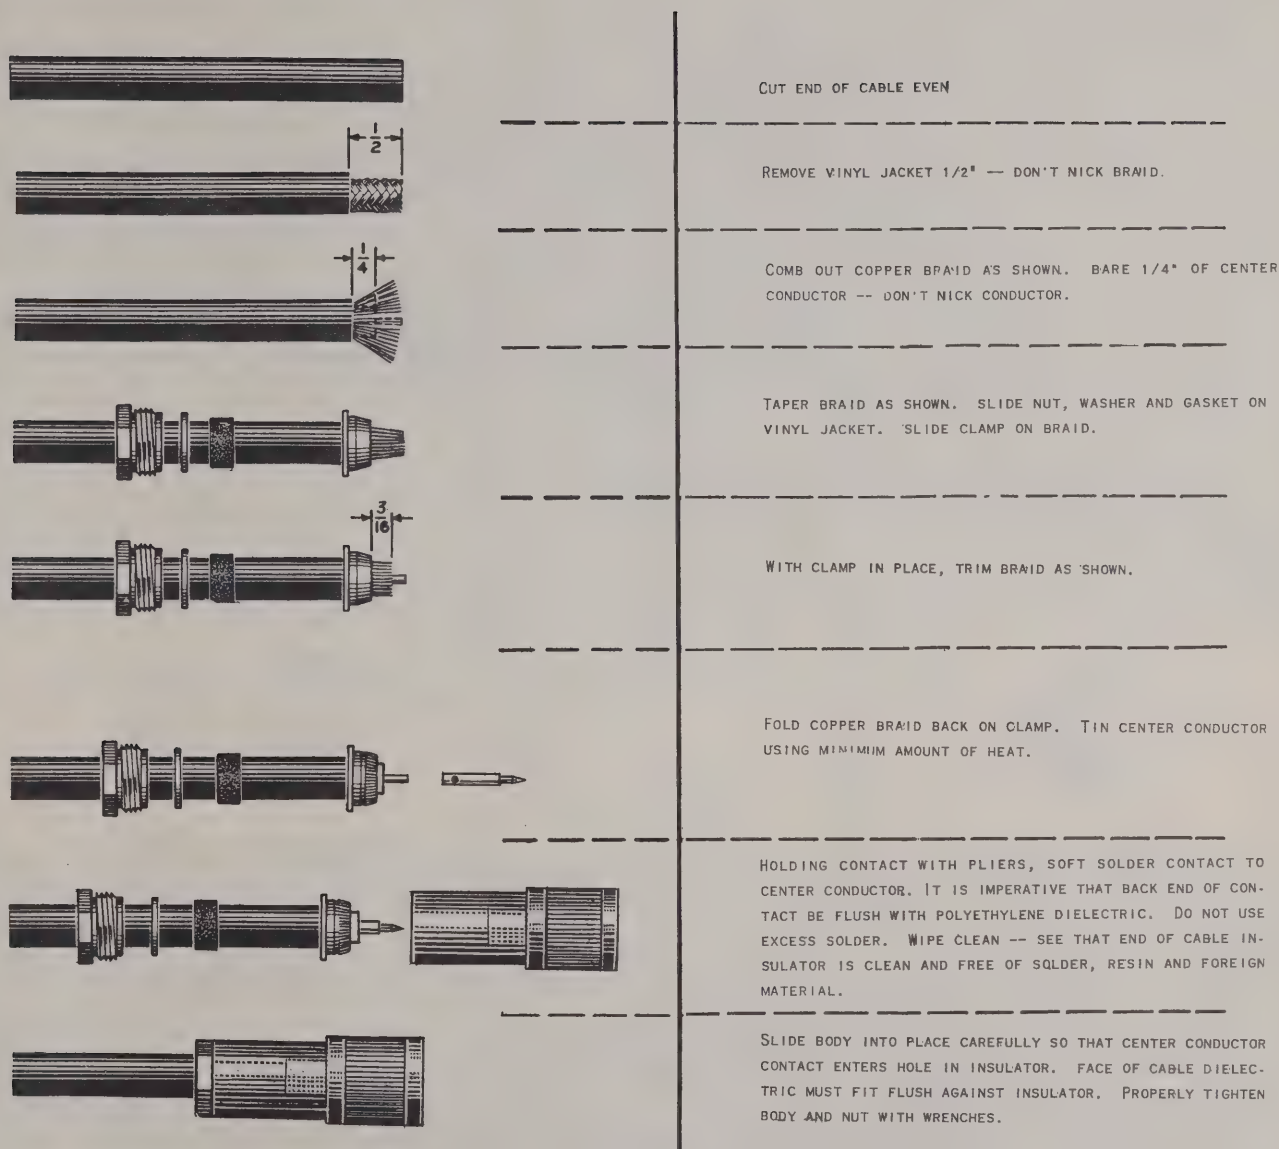 CUT END OF CABLE EVEN
1
2
REMOVE VINYL JACKET 1/2" -- DON'T NICK BRAID.
1
4
COMB OUT COPPER BRAID AS SHOWN. BARE 1/4" OF CENTER
CONDUCTOR -- DON'T NICK CONDUCTOR.
TAPER BRAID AS SHOWN. SLIDE NUT, WASHER AND GASKET ON
VINYL JACKET. SLIDE CLAMP ON BRAID.
3
16
WITH CLAMP IN PLACE, TRIM BRAID AS SHOWN.
FOLD COPPER BRAID BACK ON CLAMP. TIN CENTER CONDUCTOR
USING MINIMUM AMOUNT OF HEAT.
HOLDING CONTACT WITH PLIERS, SOFT SOLDER CONTACT TO
CENTER CONDUCTOR. IT IS IMPERATIVE THAT BACK END OF CON-
TACT BE FLUSH WITH POLYETHYLENE DIELECTRIC. DO NOT USE
EXCESS SOLDER. WIPE CLEAN -- SEE THAT END OF CABLE IN-
SULATOR IS CLEAN AND FREE OF SOLDER, RESIN AND FOREIGN
MATERIAL.
SLIDE BODY INTO PLACE CAREFULLY SO THAT CENTER CONDUCTOR
CONTACT ENTERS HOLE IN INSULATOR. FACE OF CABLE DIELEC-
TRIC MUST FIT FLUSH AGAINST INSULATOR. PROPERLY TIGHTEN
BODY AND NUT WITH WRENCHES.